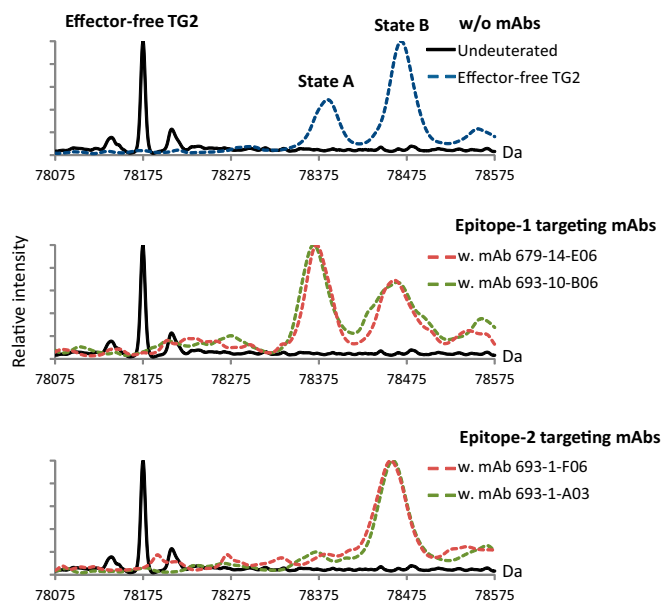 Effector-free TG2
w/o mAbs
Undeuterated
Effector-free TG2
State A
State B
Da
78075 78175 78275 78375 78475 78575
Epitope-1 targeting mAbs
w. mAb 679-14-E06
w. mAb 693-10-B06
Relative intensity
Da
78075 78175 78275 78375 78475 78575
Epitope-2 targeting mAbs
w. mAb 693-1-F06
w. mAb 693-1-A03
Da
78075 78175 78275 78375 78475 78575